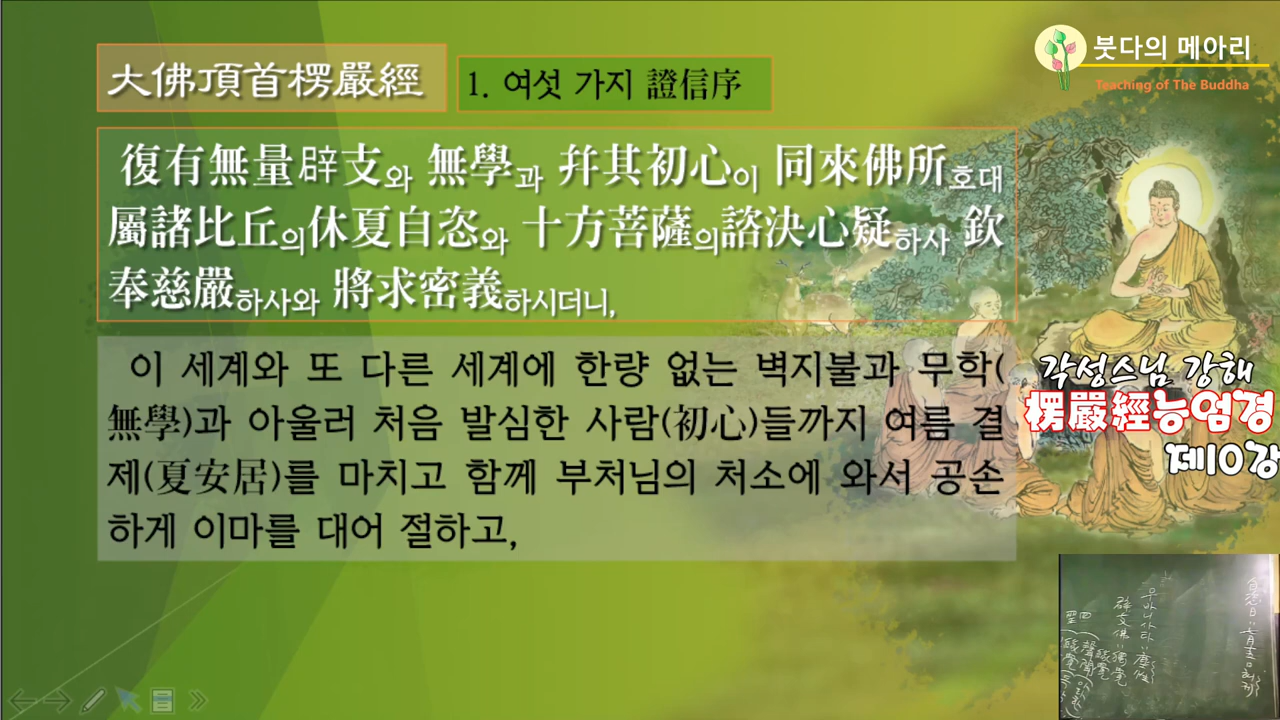 大佛頂首楞嚴經
1. 여섯 가지 證信序
붓다의 메아리
Teaching of The Buddha
復有無量辟支와 無學과 幷其初心이 同來佛所호대
屬諸比丘의休夏自恣와 十方菩薩의諮決心疑하사 欽
奉慈嚴하사와 將求密義하시더니,
이 세계와 또 다른 세계에 한량 없는 벽지불과 무학(
無學)과 아울러 처음 발심한 사람(初心)들까지 여름 결
제(夏安居)를 마치고 함께 부처님의 처소에 와서 공손
하게 이마를 대어 절하고,
각성스님 강해
楞嚴經능엄경
제10강